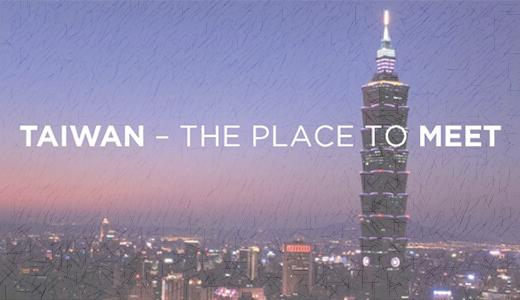 TAIWAN – THE PLACE TO MEET